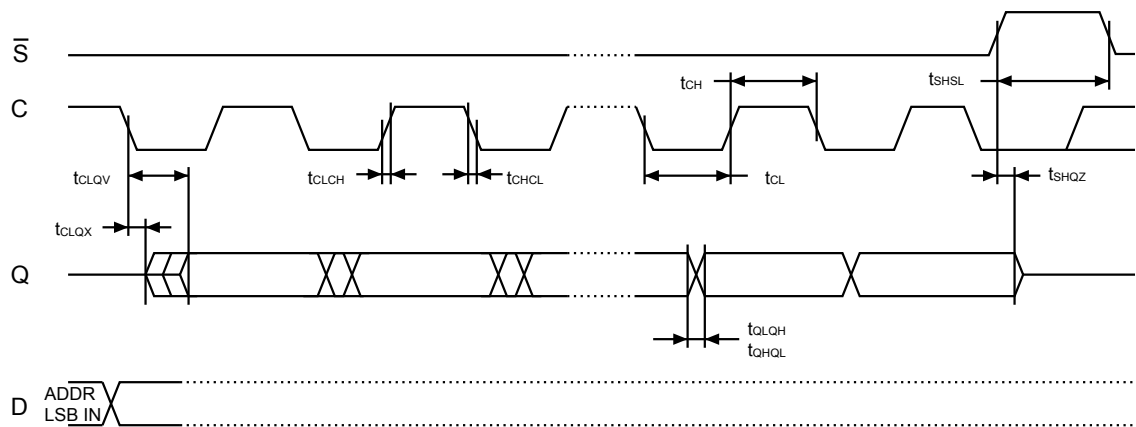 S̅
tCH
tSHSL
C
tCLQV
tCLCH
tCHCL
tCL
tSHQZ
tCLQX
Q
tQLQH
tQHQL
D
ADDR
LSB IN